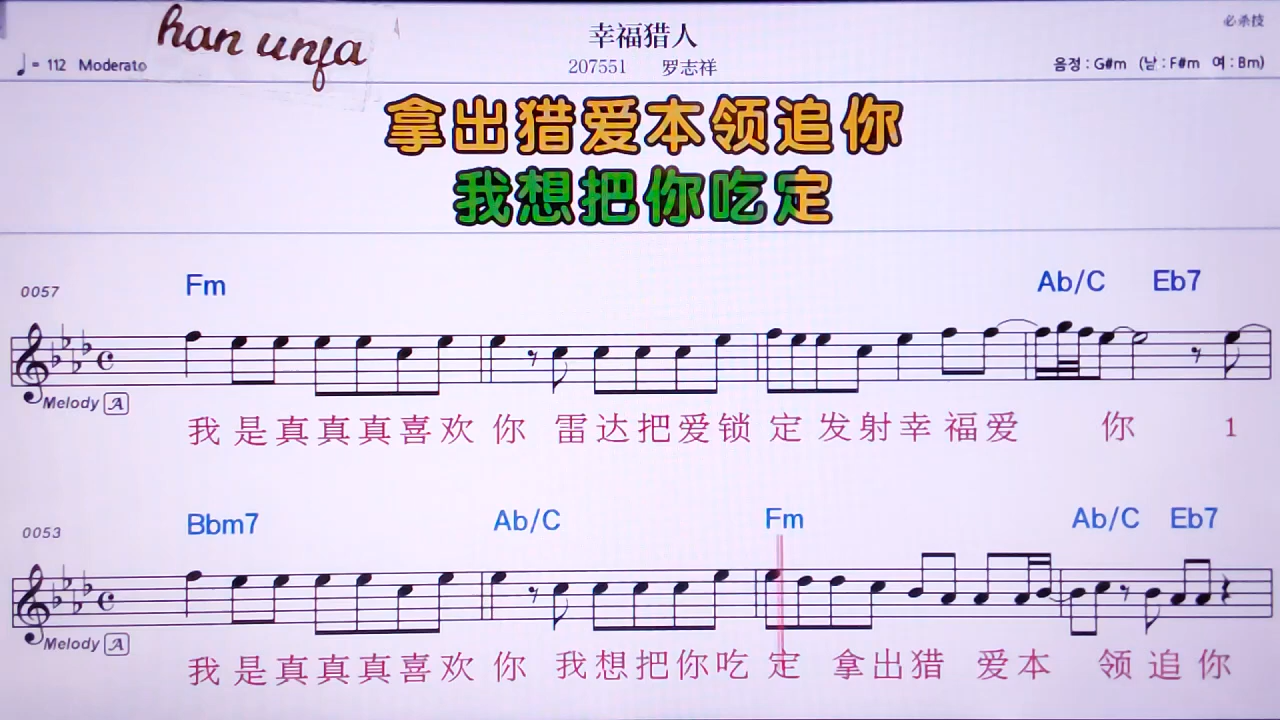 han unfa
幸福猎人
必杀技
♩= 112 Moderato
207551 罗志祥
음정 : G#m (남 : F#m 여 : Bm)
拿出猎爱本领追你
我想把你吃定
Fm Ab/C Eb7
0057
Melody A
我是真真真喜欢 你 雷达把爱锁 定 发射幸 福爱 你 1
Bbm7 Ab/C Fm Ab/C Eb7
0053
Melody A
我是真真真喜欢 你 我想把你吃 定 拿出猎 爱本 领追你